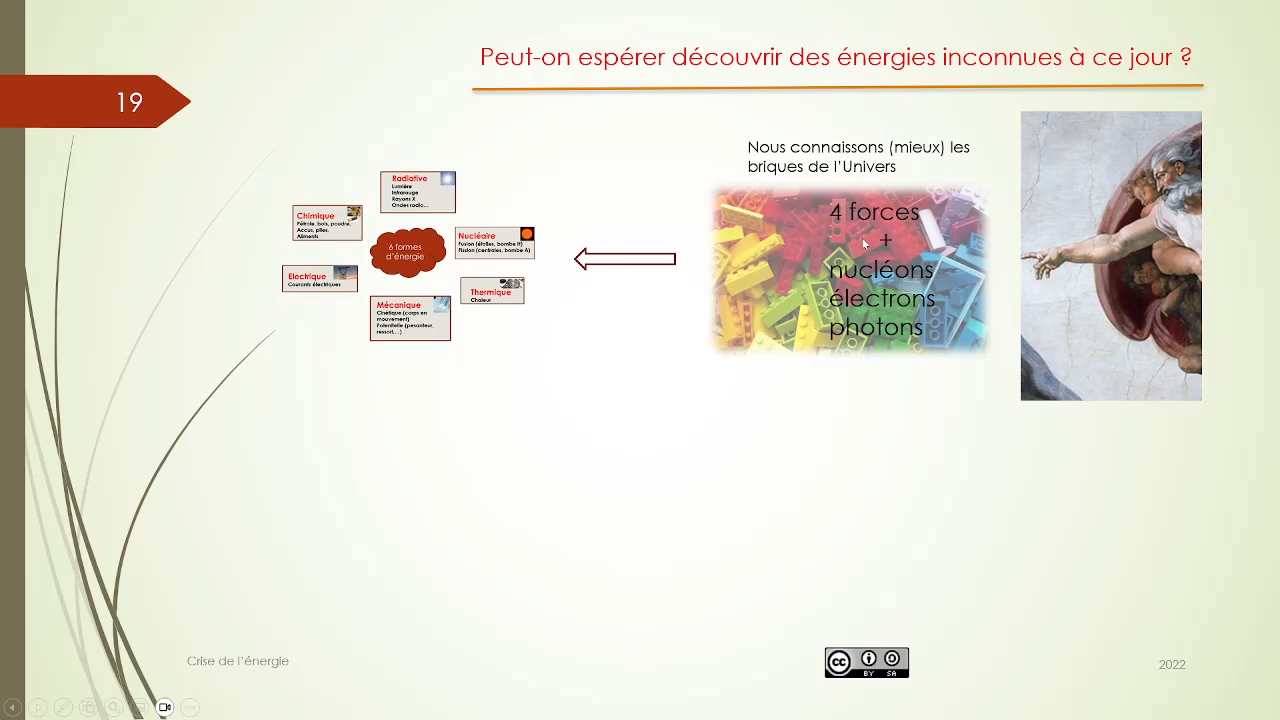 Peut-on espérer découvrir des énergies inconnues à ce jour ?
19
Nous connaissons (mieux) les
briques de l'Univers
4 forces
+
nucléons
électrons
photons
Radiative
Lumière
Infrarouge
Rayons X
Ondes radio...
Chimique
Pétrole, bois, poudre,
Accus, piles,
Aliments
6 formes
d'énergie
Nucléaire
Fusion (étoiles, bombe H)
Fission (centrales, bombe A)
Electrique
Courants électriques
Thermique
Chaleur
Mécanique
Cinétique (corps en
mouvement)
Potentielle (pesanteur,
ressort,...)
Crise de l'énergie
cc
BY SA
2022